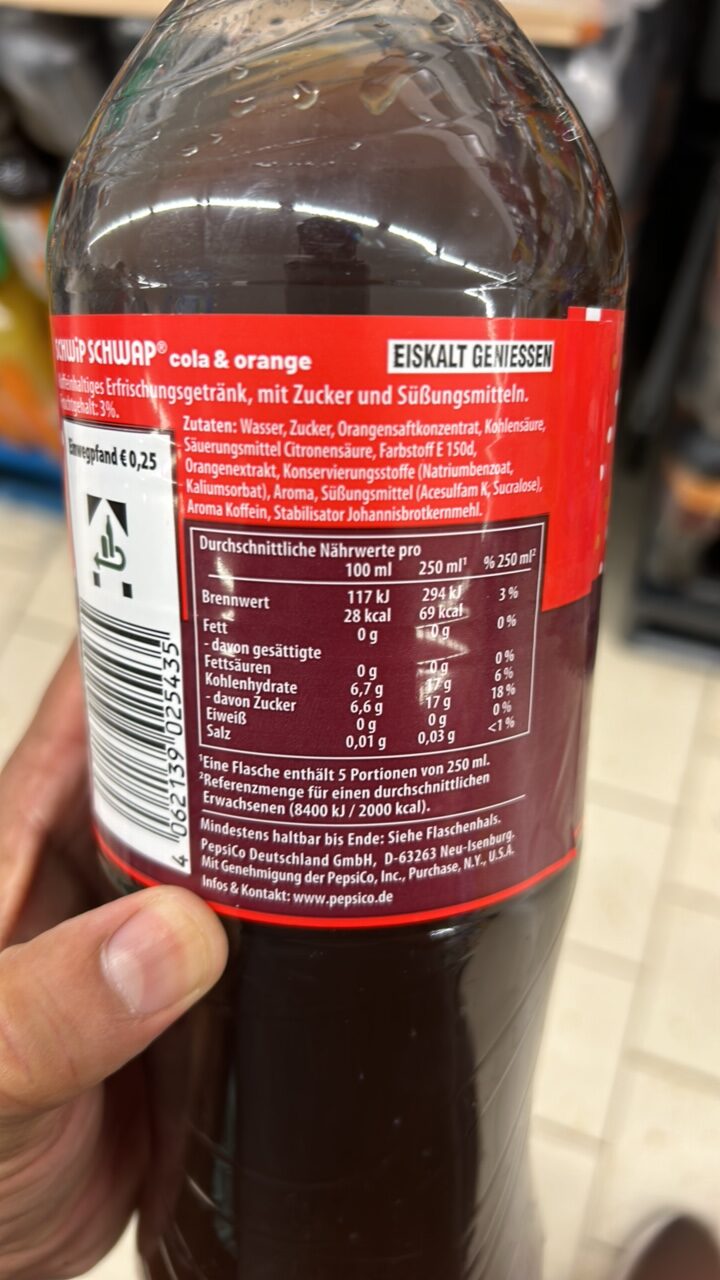 SCHWIP SCHWAP® cola & orange
EISKALT GENIESSEN
koffeinhaltiges Erfrischungsgetränk, mit Zucker und Süßungsmitteln.
Fruchtgehalt: 3%.
Einwegpfand € 0,25
Zutaten: Wasser, Zucker, Orangensaftkonzentrat, Kohlensäure,
Säuerungsmittel Citronensäure, Farbstoff E 150d,
Orangenextrakt, Konservierungsstoffe (Natriumbenzoat,
Kaliumsorbat), Aroma, Süßungsmittel (Acesulfam K, Sucralose),
Aroma Koffein, Stabilisator Johannisbrotkernmehl.
Durchschnittliche Nährwerte pro
100 ml 250 ml¹ % 250 ml²
Brennwert 117 kJ 294 kJ 3 %
28 kcal 69 kcal
Fett 0 g 0 g 0 %
- davon gesättigte
Fettsäuren 0 g 0 g 0 %
Kohlenhydrate 6,7 g 17 g 6 %
- davon Zucker 6,6 g 17 g 18 %
Eiweiß 0 g 0 g 0 %
Salz 0,01 g 0,03 g <1 %
¹Eine Flasche enthält 5 Portionen von 250 ml.
²Referenzmenge für einen durchschnittlichen
Erwachsenen (8400 kJ / 2000 kcal).
Mindestens haltbar bis Ende: Siehe Flaschenhals.
PepsiCo Deutschland GmbH, D-63263 Neu-Isenburg.
Mit Genehmigung der PepsiCo, Inc., Purchase, N.Y., U.S.A.
Infos & Kontakt: www.pepsico.de
4 062139 025435